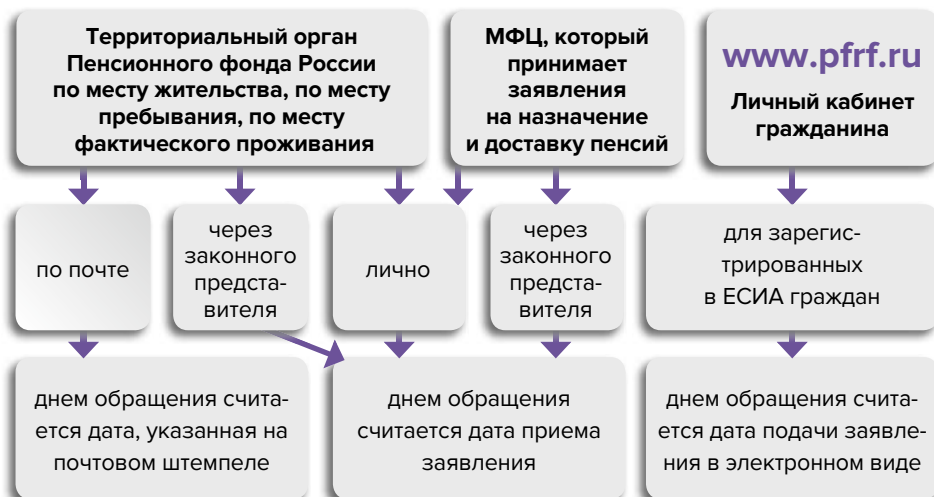 Территориальный орган
Пенсионного фонда России
по месту жительства, по месту
пребывания, по месту
фактического проживания
МФЦ, который
принимает
заявления
на назначение
и доставку пенсий
www.pfrf.ru
Личный кабинет
гражданина
по почте
через
законного
предста-
вителя
лично
через
законного
предста-
вителя
для зарегис-
трированных
в ЕСИА граждан
днем обращения счита-
ется дата, указанная на
почтовом штемпеле
днем обращения
считается дата приема
заявления
днем обращения счита-
ется дата подачи заявле-
ния в электронном виде